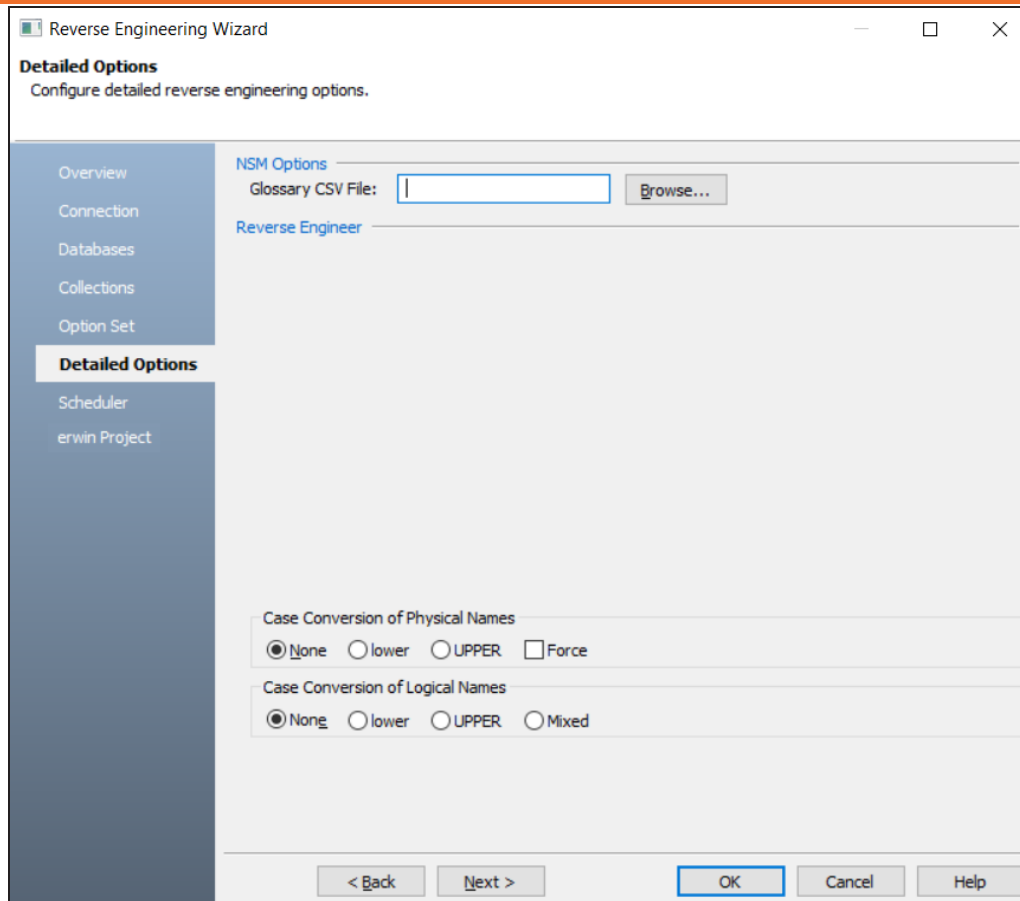 Reverse Engineering Wizard
Detailed Options
Configure detailed reverse engineering options.
Overview
Connection
Databases
Collections
Option Set
Detailed Options
Scheduler
erwin Project
NSM Options
Glossary CSV File:
Browse...
Reverse Engineer
Case Conversion of Physical Names
None lower UPPER Force
Case Conversion of Logical Names
None lower UPPER Mixed
< Back Next > OK Cancel Help